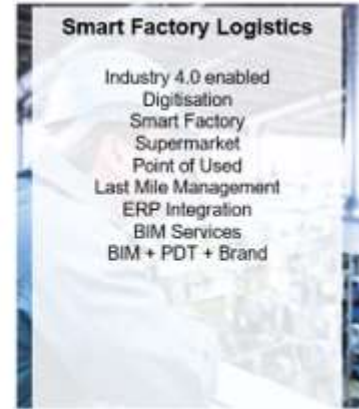 Smart Factory Logistics
Industry 4.0 enabled
Digitisation
Smart Factory
Supermarket
Point of Used
Last Mile Management
ERP Integration
BIM Services
BIM + PDT + Brand